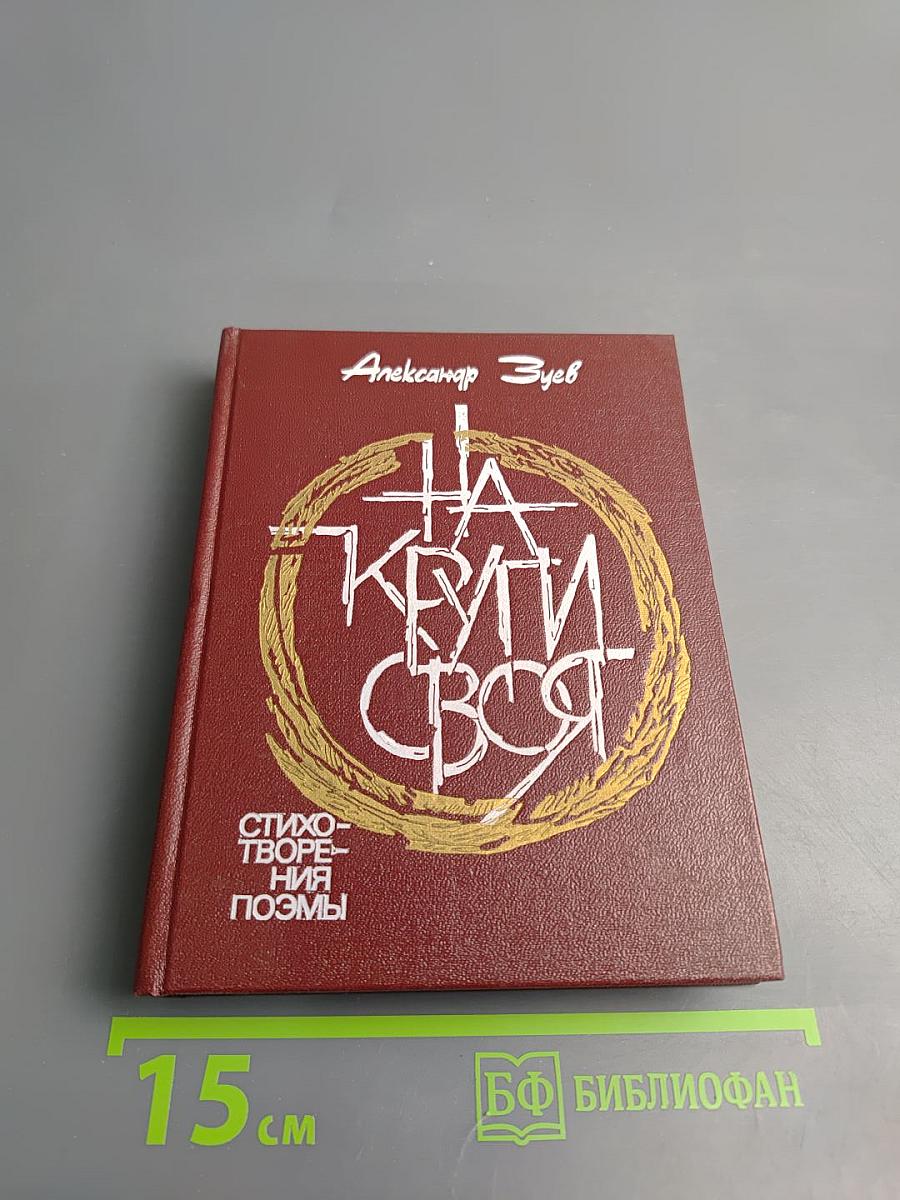 Александр Зуев
НА
КРУГИ
СВОЯ
СТИХО-
ТВОРЕ-
НИЯ
ПОЭМЫ
15 см
БФ БИБЛИОФАН